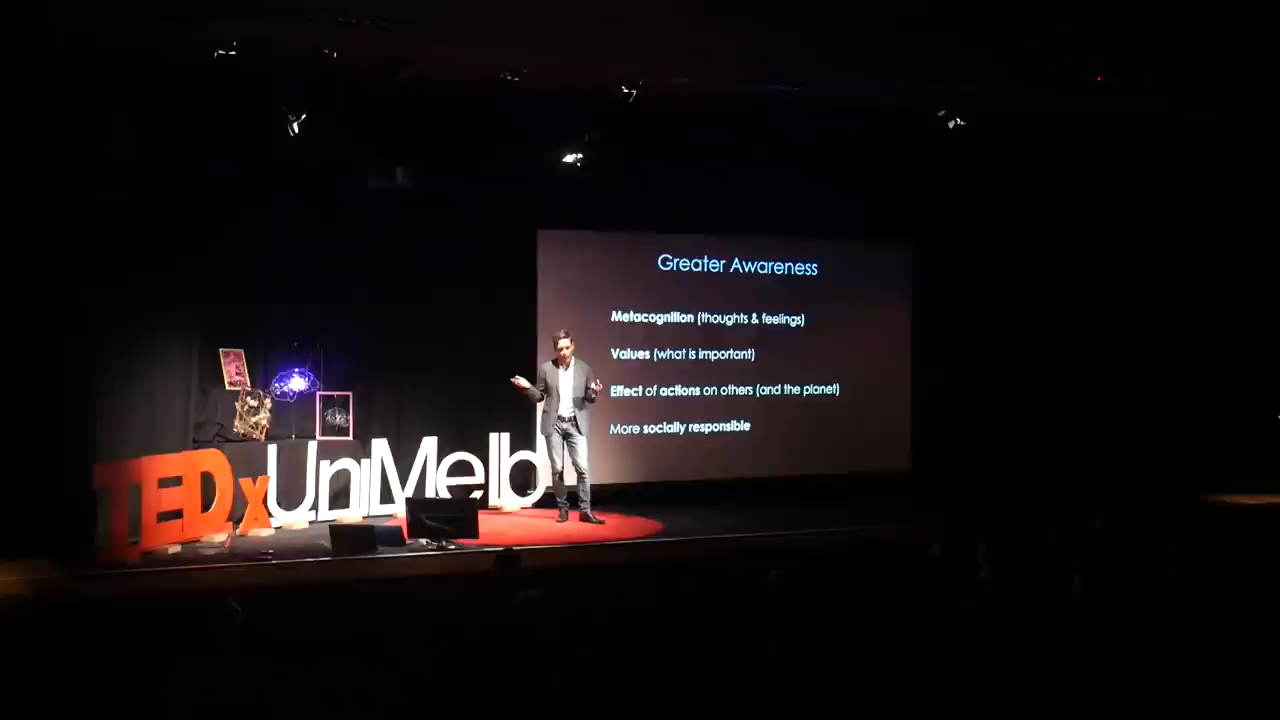 Greater Awareness
Metacognition (thoughts & feelings)
Values (what is important)
Effect of actions on others (and the planet)
More socially responsible
TEDxUniMelb